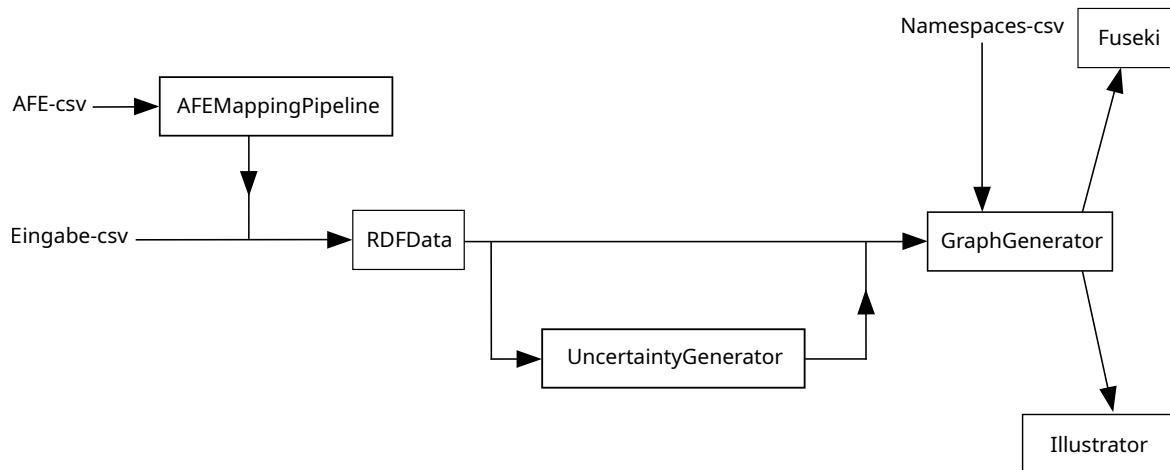 Namespaces-csv
Fuseki
AFE-csv
AFEMappingPipeline
Eingabe-csv
RDFData
GraphGenerator
UncertaintyGenerator
Illustrator